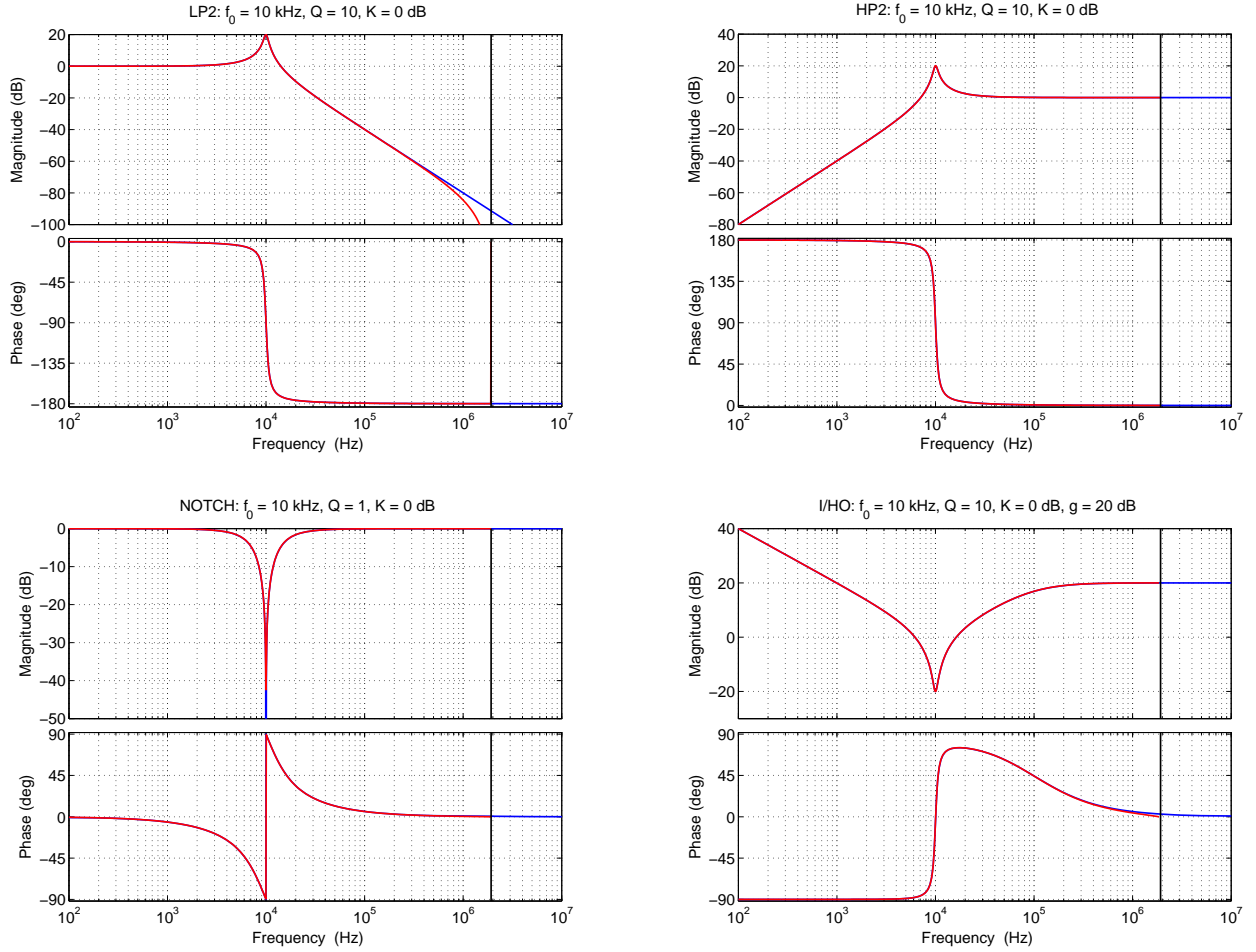 LP2: f0 = 10 kHz, Q = 10, K = 0 dB
20
0
−20
−40
−60
−80
−100
Magnitude (dB)
0
−45
−90
−135
−180
Phase (deg)
10^2 10^3 10^4 10^5 10^6 10^7
Frequency (Hz)
HP2: f0 = 10 kHz, Q = 10, K = 0 dB
40
20
0
−20
−40
−60
−80
Magnitude (dB)
180
135
90
45
0
Phase (deg)
10^2 10^3 10^4 10^5 10^6 10^7
Frequency (Hz)
NOTCH: f0 = 10 kHz, Q = 1, K = 0 dB
0
−10
−20
−30
−40
−50
Magnitude (dB)
90
45
0
−45
−90
Phase (deg)
10^2 10^3 10^4 10^5 10^6 10^7
Frequency (Hz)
I/HO: f0 = 10 kHz, Q = 10, K = 0 dB, g = 20 dB
40
20
0
−20
Magnitude (dB)
90
45
0
−45
−90
Phase (deg)
10^2 10^3 10^4 10^5 10^6 10^7
Frequency (Hz)